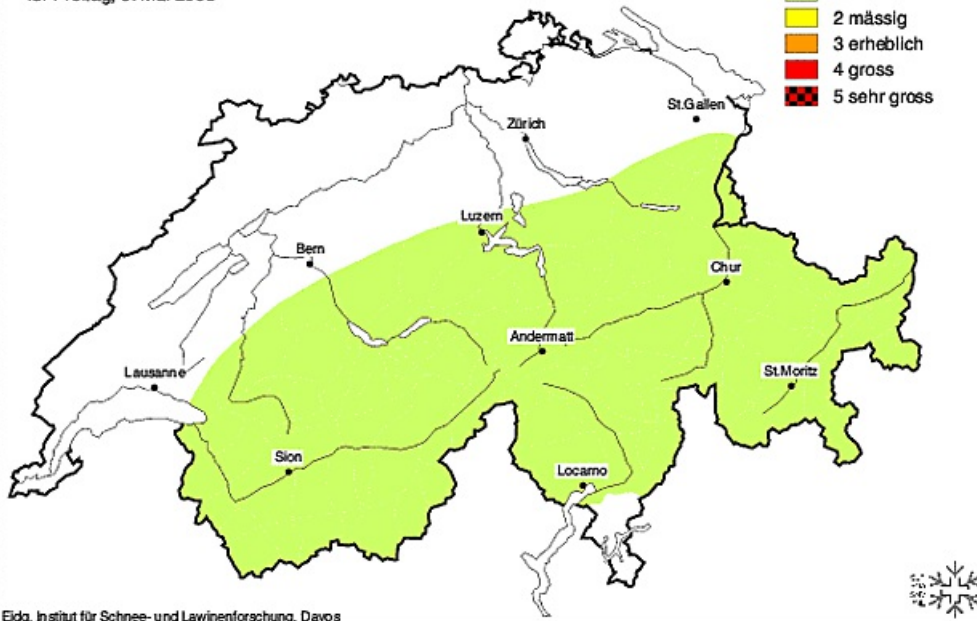 2 mässig
3 erheblich
4 gross
5 sehr gross
St.Gallen
Zürich
Luzern
Bern
Chur
Andermatt
Lausanne
St.Moritz
Sion
Locarno
Eidg. Institut für Schnee- und Lawinenforschung, Davos